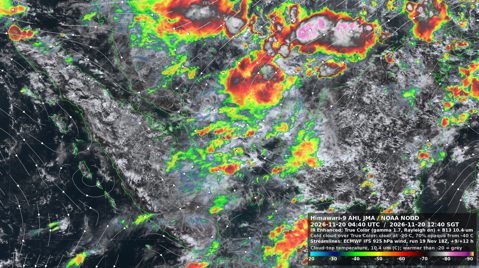 Himawari-9 AHI, JMA / NOAA NODD
2026-11-20 04:40 UTC / 2026-11-20 12:40 SGT
IR Enhanced: True Color (gamma 1.7, Rayleigh on) + B13 10.4 um
Cold cloud over True Color: clear at -20 C, 70% opaque from -40 C
Streamlines: ECMWF IFS 925 hPa wind, run 19 Nov 18Z, +9/+12 h
Cloud-top temperature, 10.4 um (C); warmer than -20 = grey
-20 -30 -40 -50 -60 -70 -80 -90